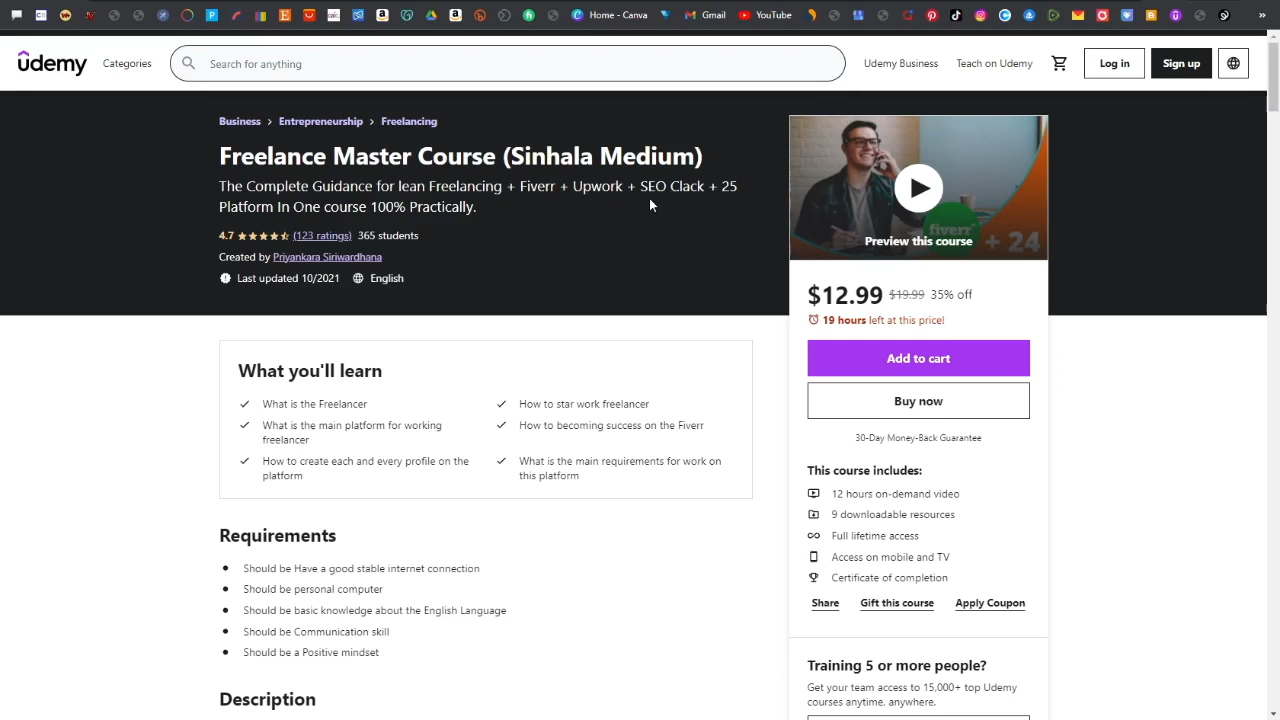 Home - Canva
Gmail
YouTube
»
ûdemy
Categories
Search for anything
Udemy Business
Teach on Udemy
Log in
Sign up
Business > Entrepreneurship > Freelancing
Freelance Master Course (Sinhala Medium)
The Complete Guidance for lean Freelancing + Fiverr + Upwork + SEO Clack + 25
Platform In One course 100% Practically.
4.7 (123 ratings) 365 students
Created by Priyankara Siriwardhana
Last updated 10/2021 English
fiverr
+ 24
Preview this course
$12.99 $19.99 35% off
19 hours left at this price!
Add to cart
Buy now
30-Day Money-Back Guarantee
This course includes:
12 hours on-demand video
9 downloadable resources
Full lifetime access
Access on mobile and TV
Certificate of completion
Share Gift this course Apply Coupon
Training 5 or more people?
Get your team access to 15,000+ top Udemy
courses anytime, anywhere.
What you'll learn
What is the Freelancer
How to star work freelancer
What is the main platform for working
freelancer
How to becoming success on the Fiverr
How to create each and every profile on the
platform
What is the main requirements for work on
this platform
Requirements
Should be Have a good stable internet connection
Should be personal computer
Should be basic knowledge about the English Language
Should be Communication skill
Should be a Positive mindset
Description